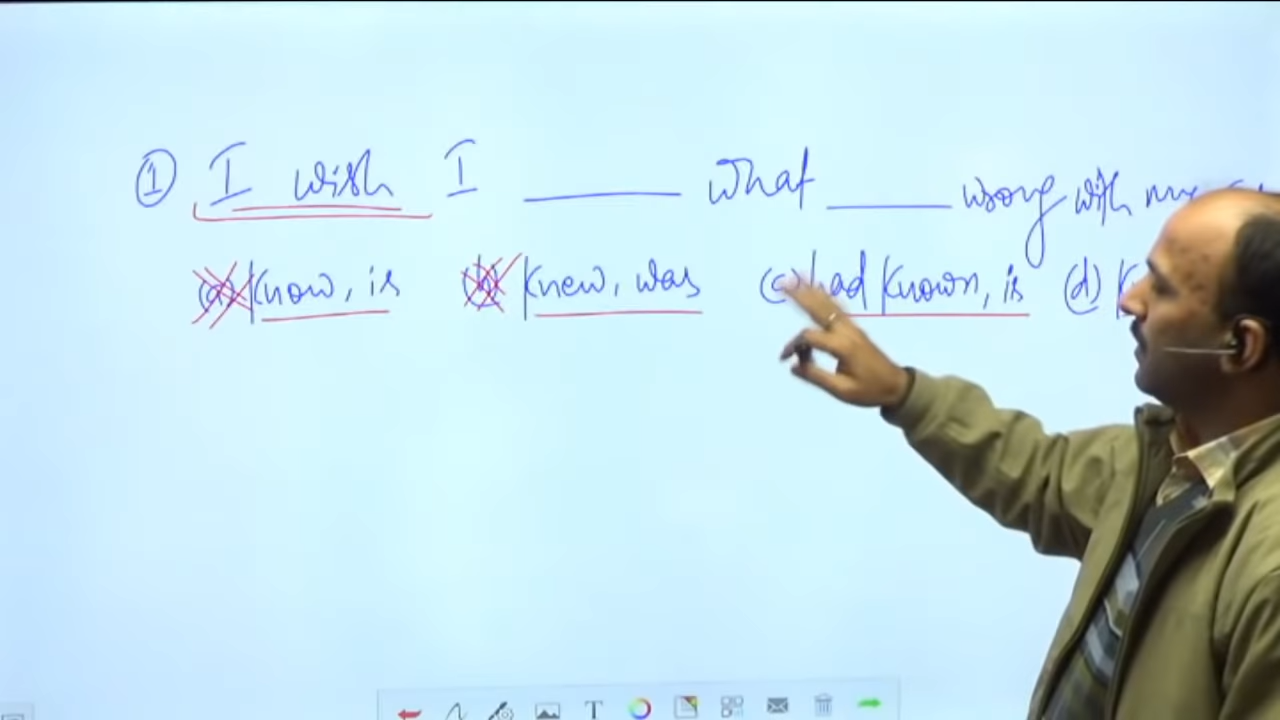 ① I wish I ______ what ______ wrong with my
(a) know, is (b) knew, was (c) had known, is (d)
T